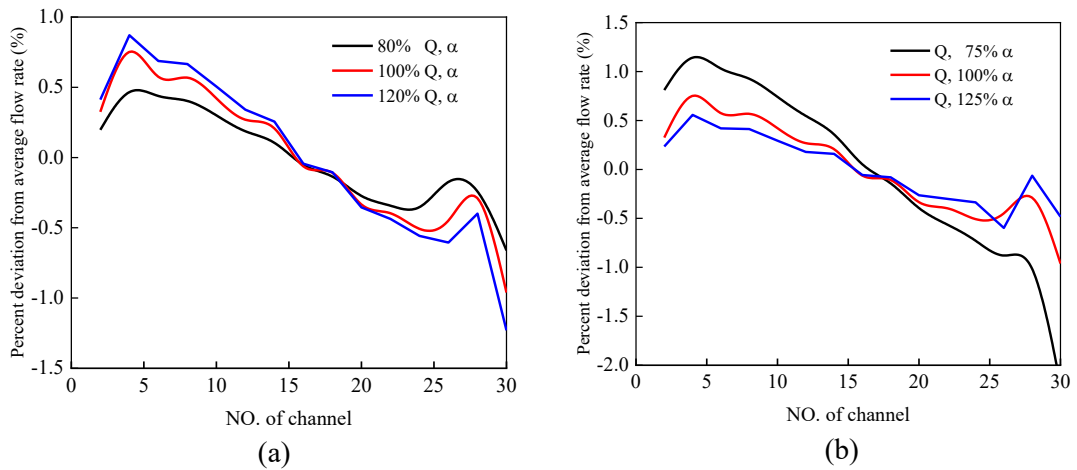 Percent deviation from average flow rate (%)
1.0
0.5
0.0
-0.5
-1.0
-1.5
0 5 10 15 20 25 30
NO. of channel
80% Q, α
100% Q, α
120% Q, α
(a)
Percent deviation from average flow rate (%)
1.5
1.0
0.5
0.0
-0.5
-1.0
-1.5
-2.0
0 5 10 15 20 25 30
NO. of channel
Q, 75% α
Q, 100% α
Q, 125% α
(b)